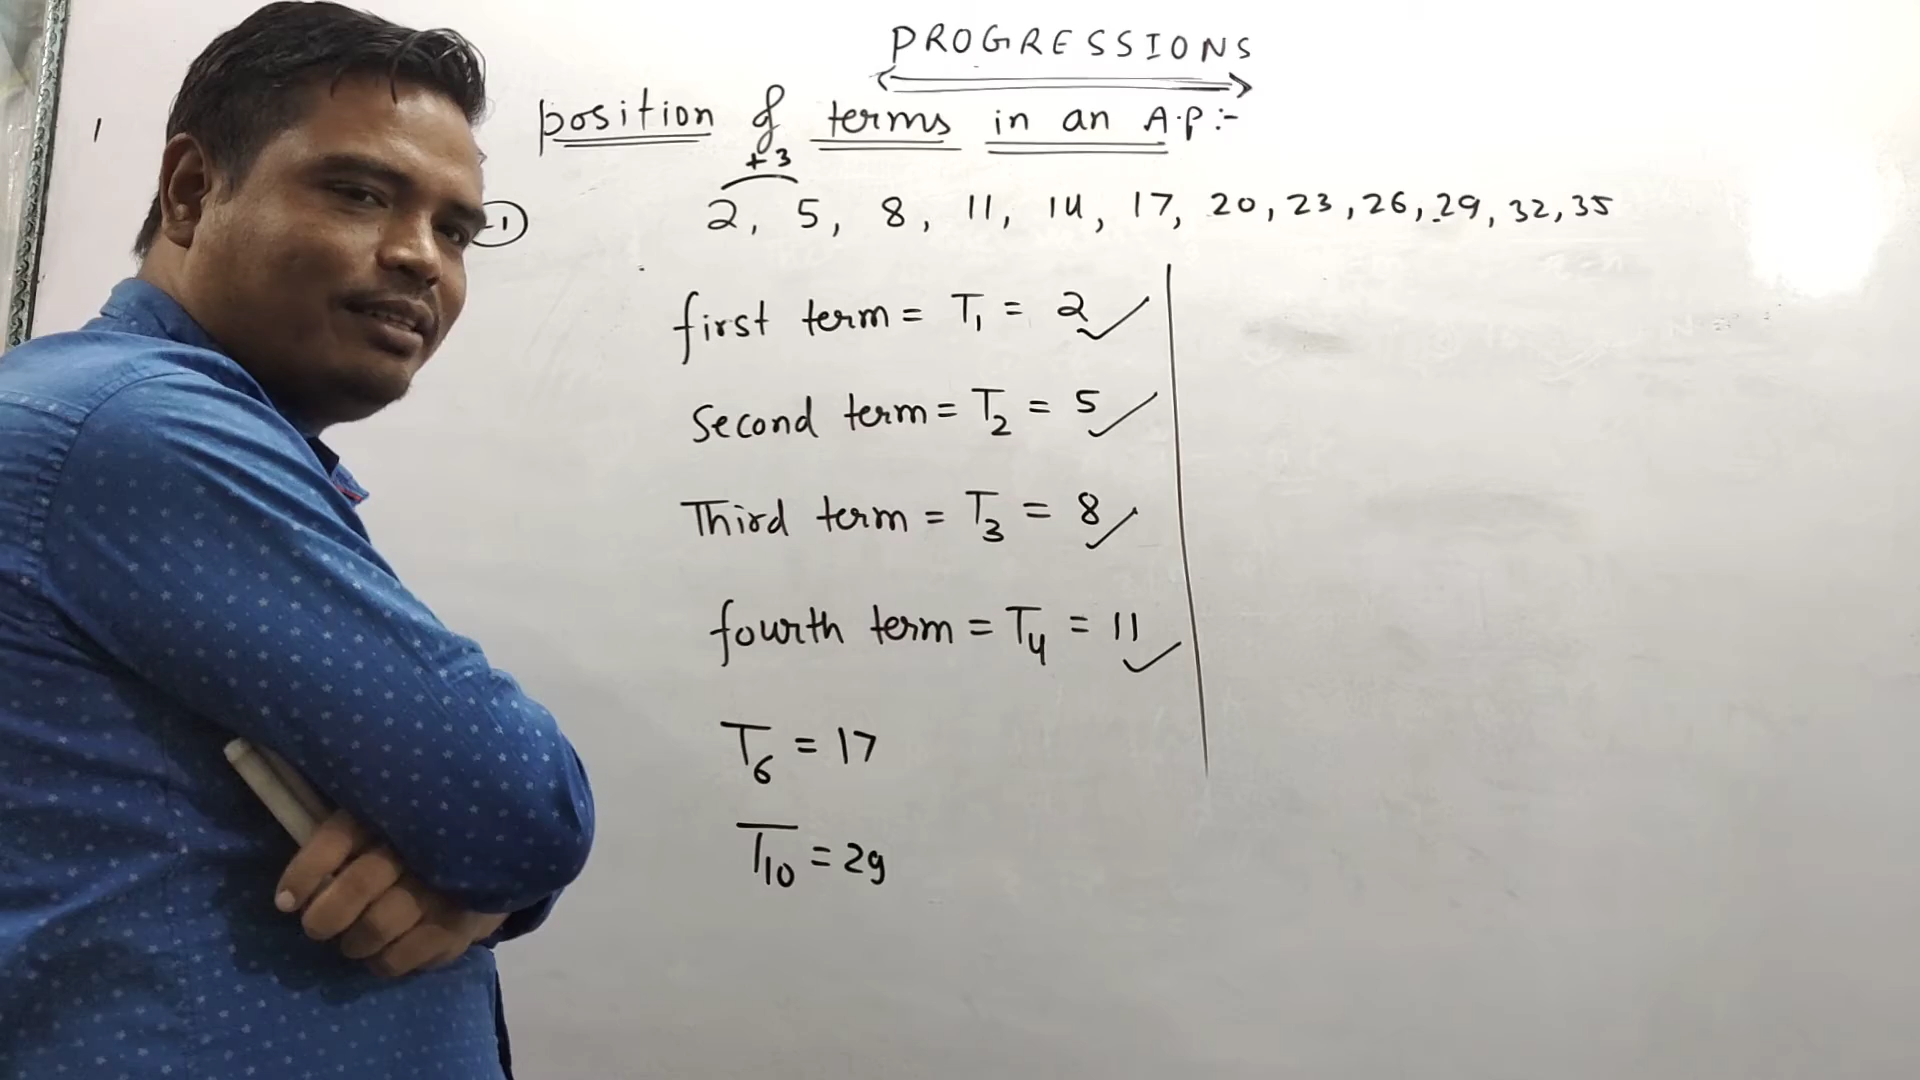 PROGRESSIONS
position of terms in an A.P:-
+3
2, 5, 8, 11, 14, 17, 20, 23, 26, 29, 32, 35
first term = T1 = 2
Second term = T2 = 5
Third term = T3 = 8
fourth term = T4 = 11
T6 = 17
T10 = 29